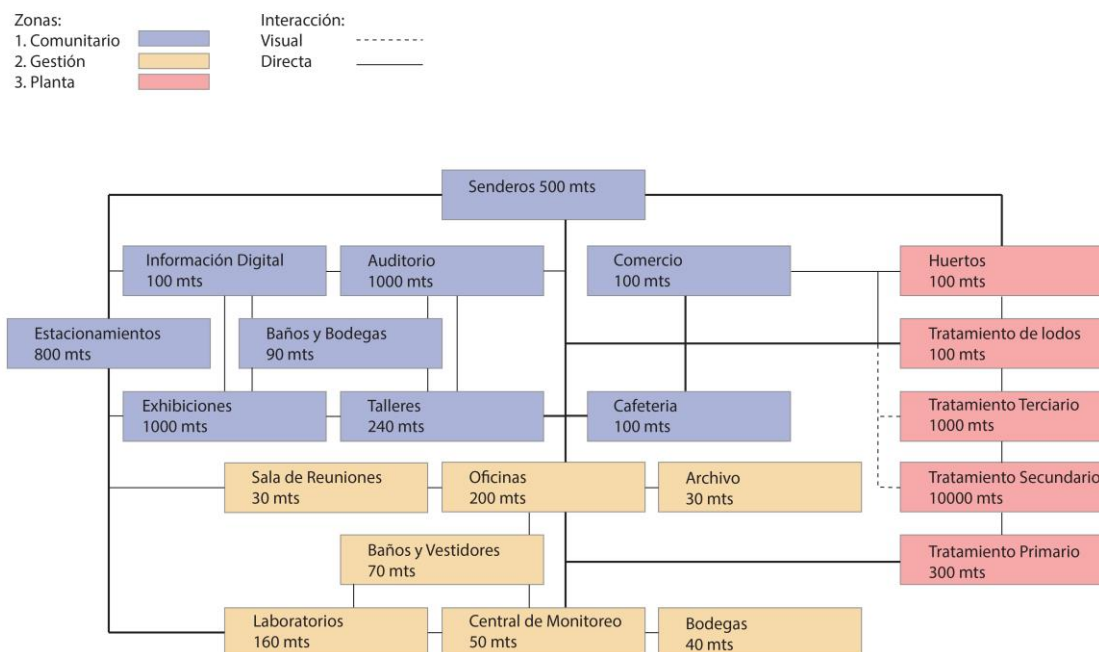 Zonas:
1. Comunitario
2. Gestión
3. Planta
Interacción:
Visual
Directa
Senderos 500 mts
Información Digital
100 mts
Auditorio
1000 mts
Comercio
100 mts
Huertos
100 mts
Estacionamientos
800 mts
Baños y Bodegas
90 mts
Tratamiento de lodos
100 mts
Exhibiciones
1000 mts
Talleres
240 mts
Cafeteria
100 mts
Tratamiento Terciario
1000 mts
Sala de Reuniones
30 mts
Oficinas
200 mts
Archivo
30 mts
Tratamiento Secundario
10000 mts
Baños y Vestidores
70 mts
Tratamiento Primario
300 mts
Laboratorios
160 mts
Central de Monitoreo
50 mts
Bodegas
40 mts